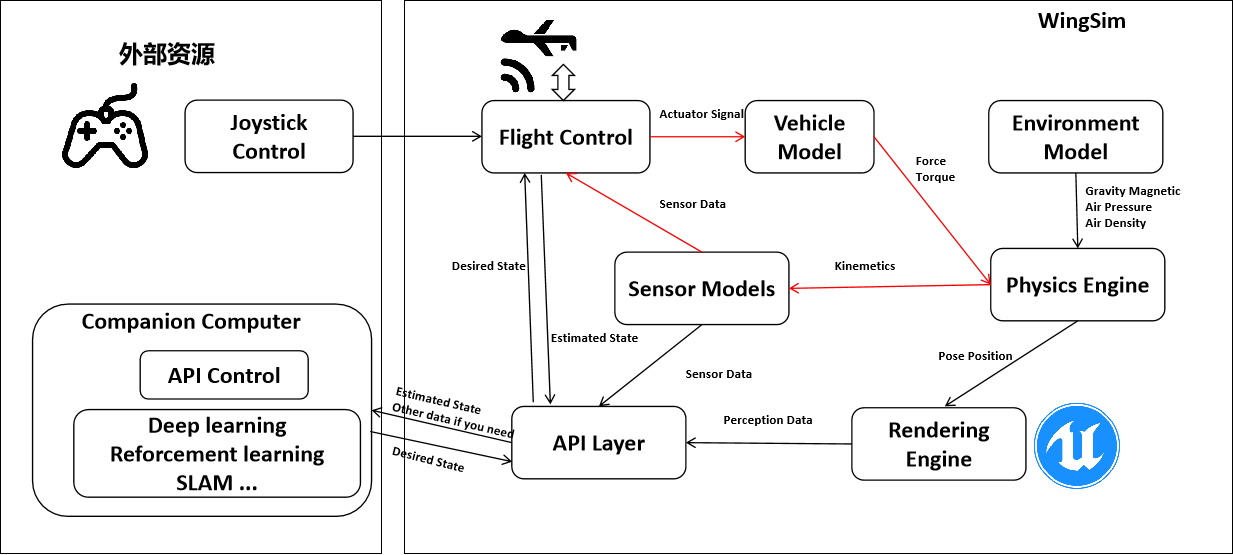 外部资源
Joystick
Control
Companion Computer
API Control
Deep learning
Reforcement learning
SLAM ...
WingSim
Flight Control
Actuator Signal
Vehicle
Model
Environment
Model
Force
Torque
Gravity Magnetic
Air Pressure
Air Density
Sensor Data
Desired State
Sensor Models
Kinemetics
Physics Engine
Estimated State
Sensor Data
Pose Position
Estimated State
Other data if you need
Desired State
API Layer
Perception Data
Rendering
Engine